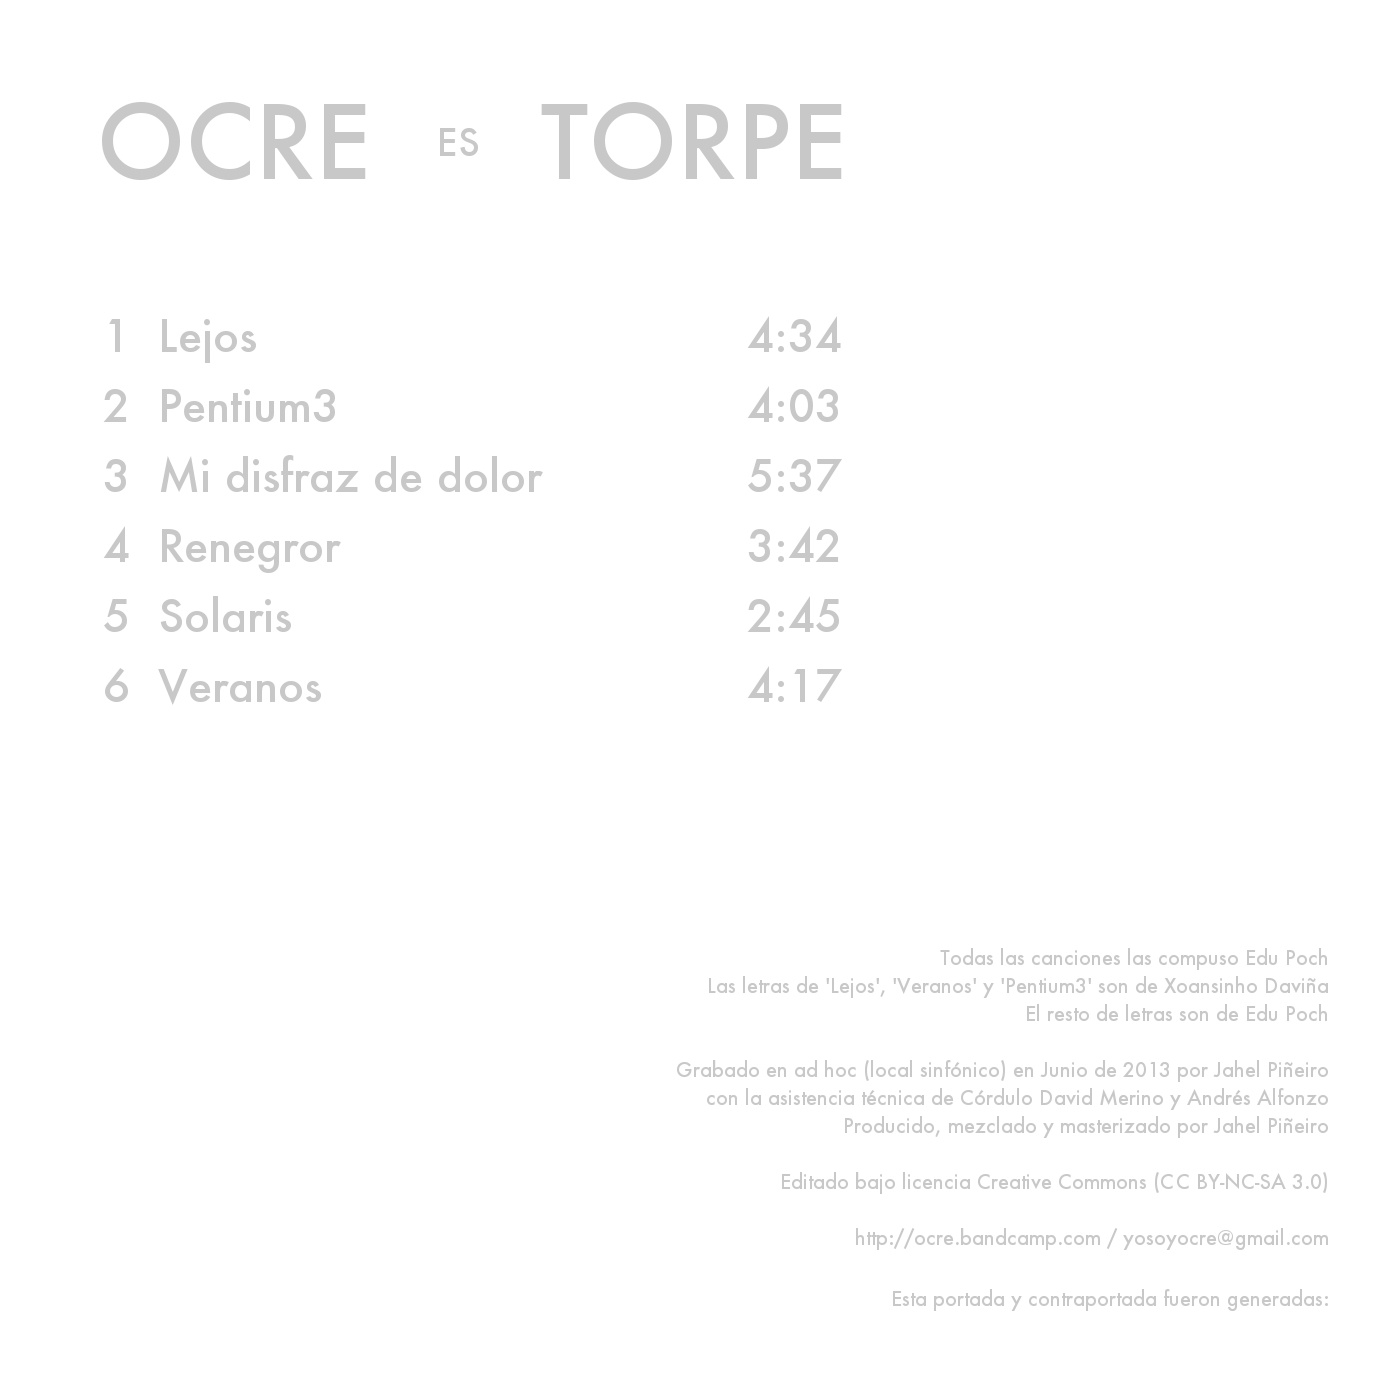 OCRE ES TORPE
1 Lejos 4:34
2 Pentium3 4:03
3 Mi disfraz de dolor 5:37
4 Renegror 3:42
5 Solaris 2:45
6 Veranos 4:17
Todas las canciones las compuso Edu Poch
Las letras de 'Lejos', 'Veranos' y 'Pentium3' son de Xoansinho Daviña
El resto de letras son de Edu Poch
Grabado en ad hoc (local sinfónico) en Junio de 2013 por Jahel Piñeiro
con la asistencia técnica de Córdulo David Merino y Andrés Alfonzo
Producido, mezclado y masterizado por Jahel Piñeiro
Editado bajo licencia Creative Commons (CC BY-NC-SA 3.0)
http://ocre.bandcamp.com / yosoyocre@gmail.com
Esta portada y contraportada fueron generadas: